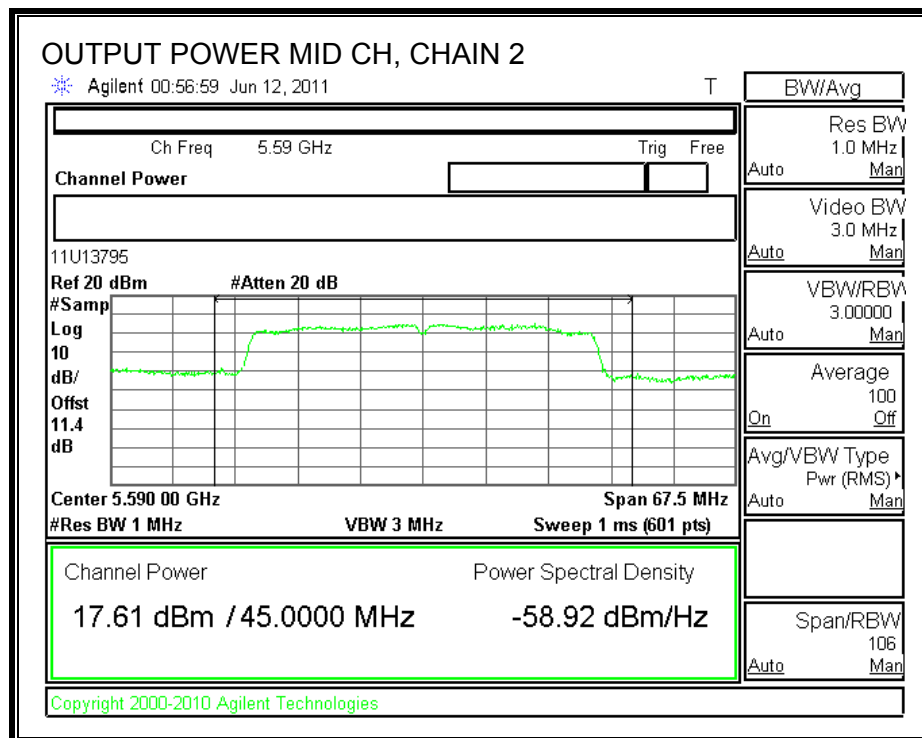 OUTPUT POWER MID CH, CHAIN 2
Agilent 00:56:59 Jun 12, 2011 T
Ch Freq 5.59 GHz Trig Free
Channel Power
11U13795
Ref 20 dBm #Atten 20 dB
#Samp
Log
10
dB/
Offst
11.4
dB
Center 5.590 00 GHz Span 67.5 MHz
#Res BW 1 MHz VBW 3 MHz Sweep 1 ms (601 pts)
Channel Power Power Spectral Density
17.61 dBm / 45.0000 MHz -58.92 dBm/Hz
Copyright 2000-2010 Agilent Technologies
BW/Avg
Res BW
1.0 MHz
Auto Man
Video BW
3.0 MHz
Auto Man
VBW/RBW
3.00000
Auto Man
Average
100
On Off
Avg/VBW Type
Pwr (RMS)
Auto Man
Span/RBW
106
Auto Man